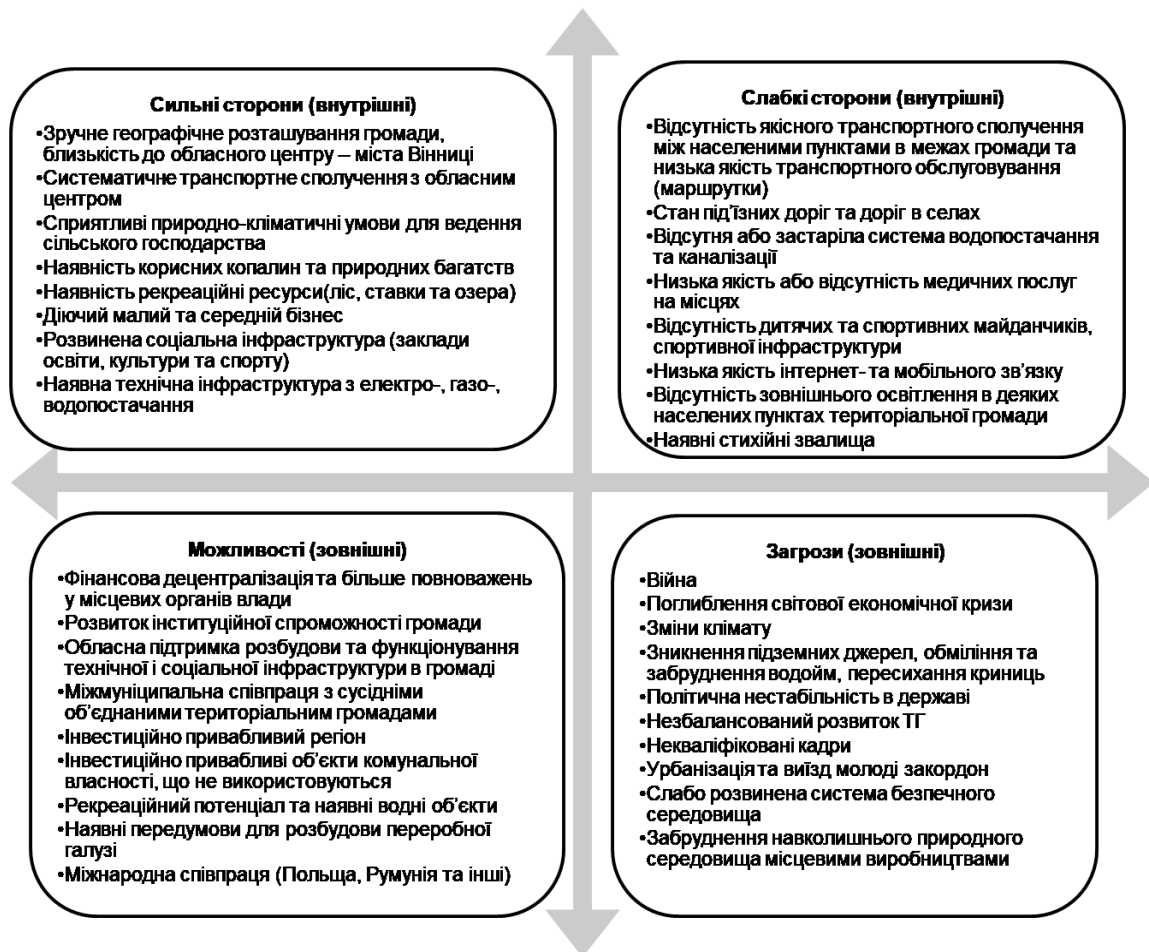 Сильні сторони (внутрішні)
•Зручне географічне розташування громади,
близькість до обласного центру – міста Вінниці
•Систематичне транспортне сполучення з обласним
центром
•Сприятливі природно-кліматичні умови для ведення
сільського господарства
•Наявність корисних копалин та природних багатств
•Наявність рекреаційні ресурси(ліс, ставки та озера)
•Діючий малий та середній бізнес
•Розвинена соціальна інфраструктура (заклади
освіти, культури та спорту)
•Наявна технічна інфраструктура з електро-, газо-,
водопостачання
Слабкі сторони (внутрішні)
•Відсутність якісного транспортного сполучення
між населеними пунктами в межах громади та
низька якість транспортного обслуговування
(маршрутки)
•Стан під’їзних доріг та доріг в селах
•Відсутня або застаріла система водопостачання
та каналізації
•Низька якість або відсутність медичних послуг
на місцях
•Відсутність дитячих та спортивних майданчиків,
спортивної інфраструктури
•Низька якість інтернет- та мобільного зв’язку
•Відсутність зовнішнього освітлення в деяких
населених пунктах територіальної громади
•Наявні стихійні звалища
Можливості (зовнішні)
•Фінансова децентралізація та більше повноважень
у місцевих органів влади
•Розвиток інституційної спроможності громади
•Обласна підтримка розбудови та функціонування
технічної і соціальної інфраструктури в громаді
•Міжмуніципальна співпраця з сусідніми
об’єднаними територіальним громадами
•Інвестиційно привабливий регіон
•Інвестиційно привабливі об’єкти комунальної
власності, що не використовуються
•Рекреаційний потенціал та наявні водні об’єкти
•Наявні передумови для розбудови переробної
галузі
•Міжнародна співпраця (Польща, Румунія та інші)
Загрози (зовнішні)
•Війна
•Поглиблення світової економічної кризи
•Зміни клімату
•Зникнення підземних джерел, обміління та
забруднення водойм, пересихання криниць
•Політична нестабільність в державі
•Незбалансований розвиток ТГ
•Некваліфіковані кадри
•Урбанізація та виїзд молоді закордон
•Слабо розвинена система безпечного
середовища
•Забруднення навколишнього природного
середовища місцевими виробництвами